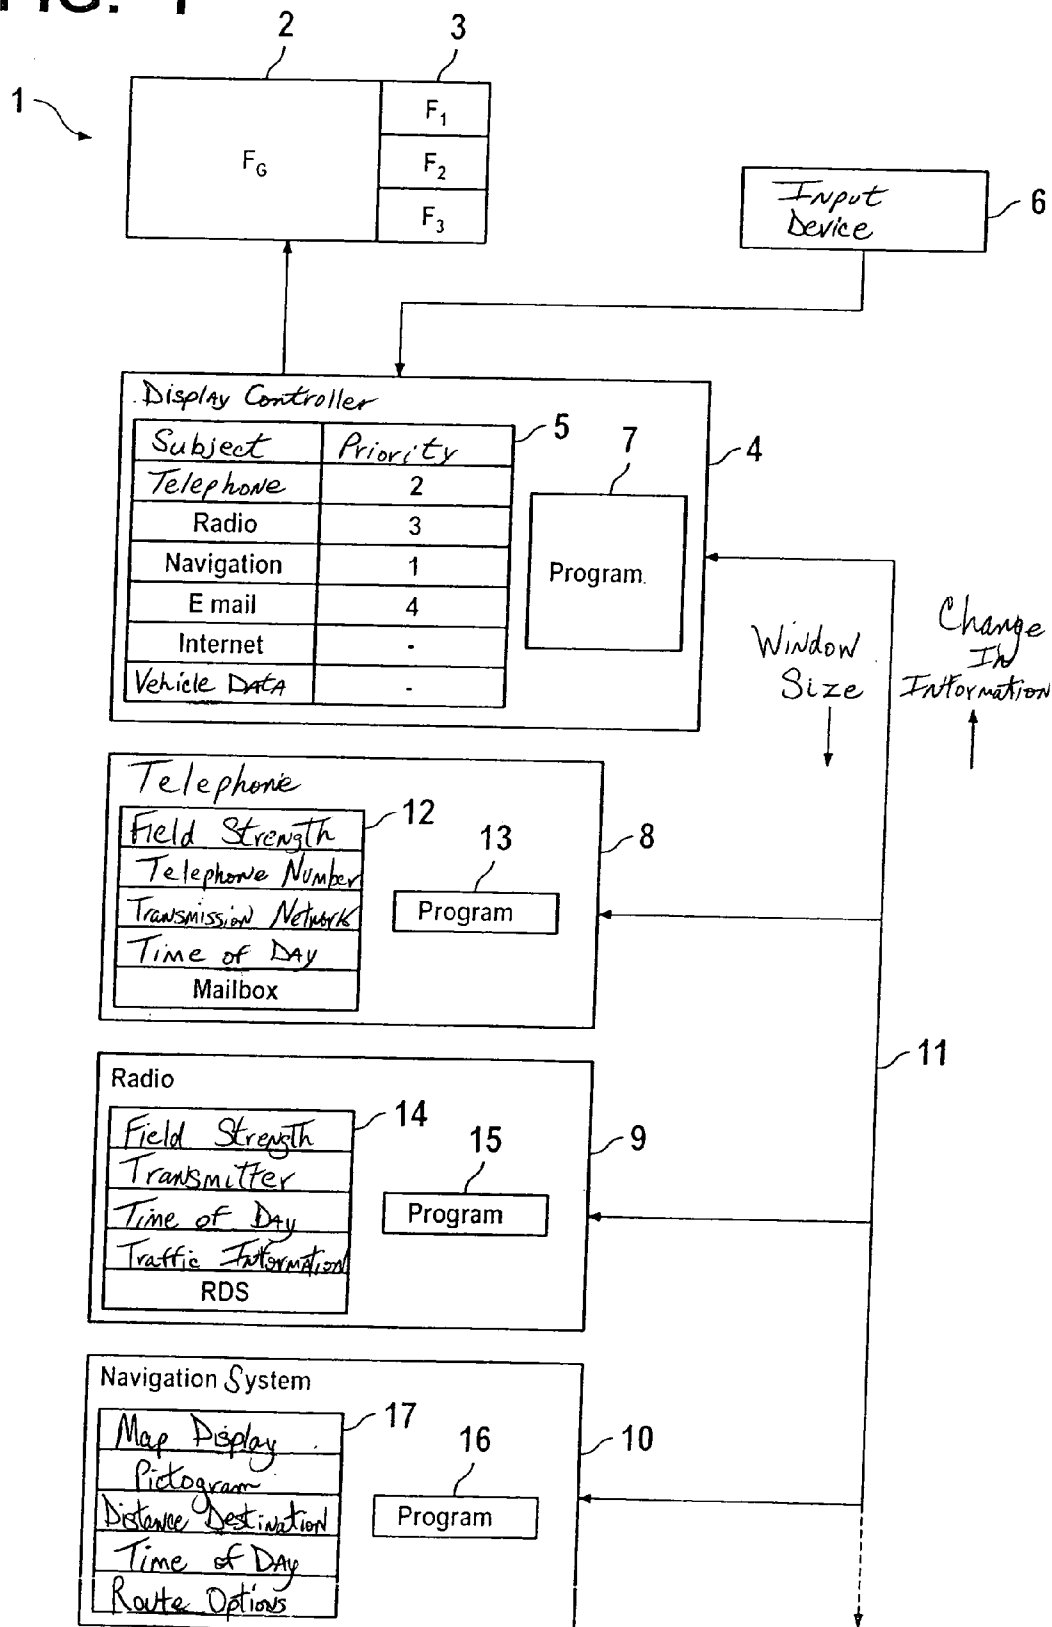 FIG. 1
2
3
1
F₁
F_G
F₂
F₃
Input
Device
6
Display Controller
5
7
4
Subject Priority
Telephone 2
Radio 3
Navigation 1
E mail 4
Internet -
Vehicle Data -
Program
Window
Size
Change
In
Information
Telephone
12
13
8
Field Strength
Telephone Number
Transmission Network
Time of Day
Mailbox
Program
11
Radio
14
15
9
Field Strength
Transmitter
Time of Day
Traffic Information
RDS
Program
Navigation System
17
16
10
Map Display
Pictogram
Distance Destination
Time of Day
Route Options
Program